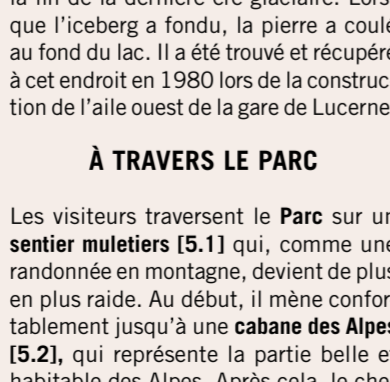 la fin de la dernière ère glaciaire. Lors
que l'iceberg a fondu, la pierre a coulé
au fond du lac. Il a été trouvé et récupéré
à cet endroit en 1980 lors de la construc
tion de l'aile ouest de la gare de Lucerne
À TRAVERS LE PARC
Les visiteurs traversent le Parc sur un
sentier muletiers [5.1] qui, comme une
randonnée en montagne, devient de plus
en plus raide. Au début, il mène confor
tablement jusqu'à une cabane des Alpes
[5.2], qui représente la partie belle et
habitable des Alpes. Après cela, le che